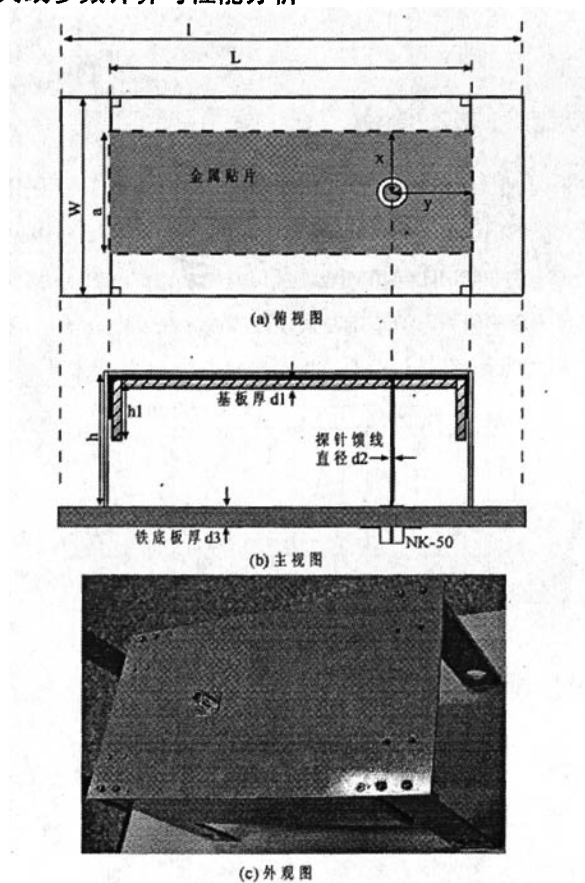 l
L
W
a
金属贴片
x
y
(a) 俯视图
h
h1
基板厚 d1
探针馈线
直径 d2
铁底板厚 d3
NK-50
(b) 主视图
(c) 外观图